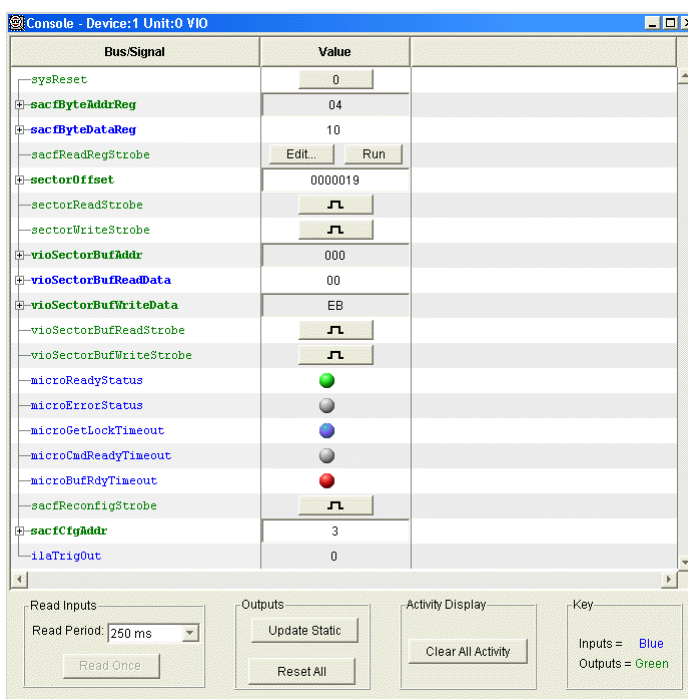 Console - Device:1 Unit:0 VIO
Bus/Signal Value
sysReset 0
sacfByteAddrReg 04
sacfByteDataReg 10
sacfReadRegStrobe Edit... Run
sectorOffset 0000019
sectorReadStrobe
sectorWriteStrobe
vioSectorBufAddr 000
vioSectorBufReadData 00
vioSectorBufWriteData EB
vioSectorBufReadStrobe
vioSectorBufWriteStrobe
microReadyStatus
microErrorStatus
microGetLockTimeout
microCmdReadyTimeout
microBufRdyTimeout
sacfReconfigStrobe
sacfCfgAddr 3
ilaTrigOut 0
Read Inputs Outputs Activity Display Key
Read Period: 250 ms Update Static
Clear All Activity
Inputs = Blue
Read Once Reset All
Outputs = Green